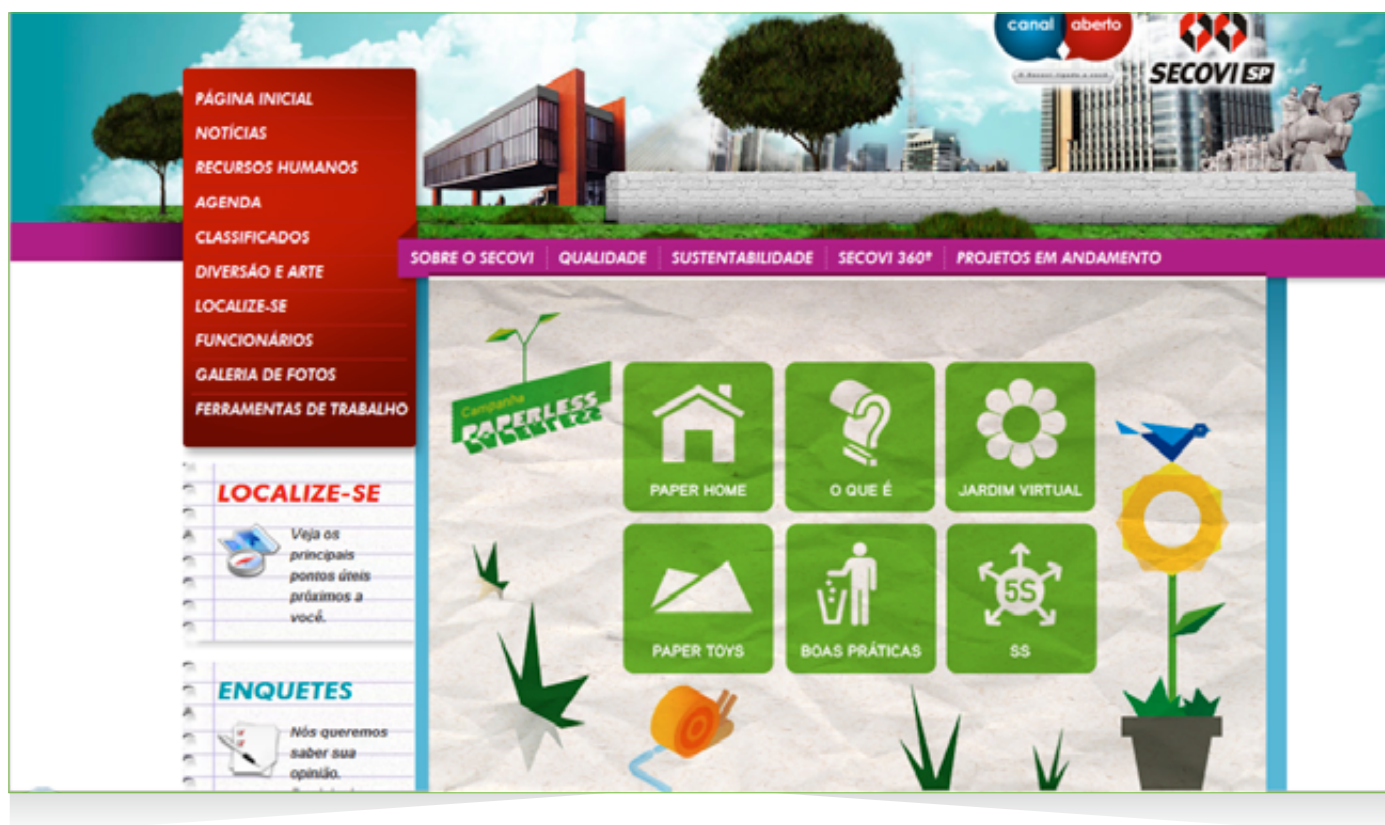 canal aberto
SECOVI SP
PÁGINA INICIAL
NOTÍCIAS
RECURSOS HUMANOS
AGENDA
CLASSIFICADOS
DIVERSÃO E ARTE
LOCALIZE-SE
FUNCIONÁRIOS
GALERIA DE FOTOS
FERRAMENTAS DE TRABALHO
SOBRE O SECOVI QUALIDADE SUSTENTABILIDADE SECOVI 360º PROJETOS EM ANDAMENTO
Campanha
PAPERLESS
PAPER HOME
O QUE É
JARDIM VIRTUAL
PAPER TOYS
BOAS PRÁTICAS
5S
SS
LOCALIZE-SE
Veja os
principais
pontos úteis
próximos a
você.
ENQUETES
Nós queremos
saber sua
opinião.